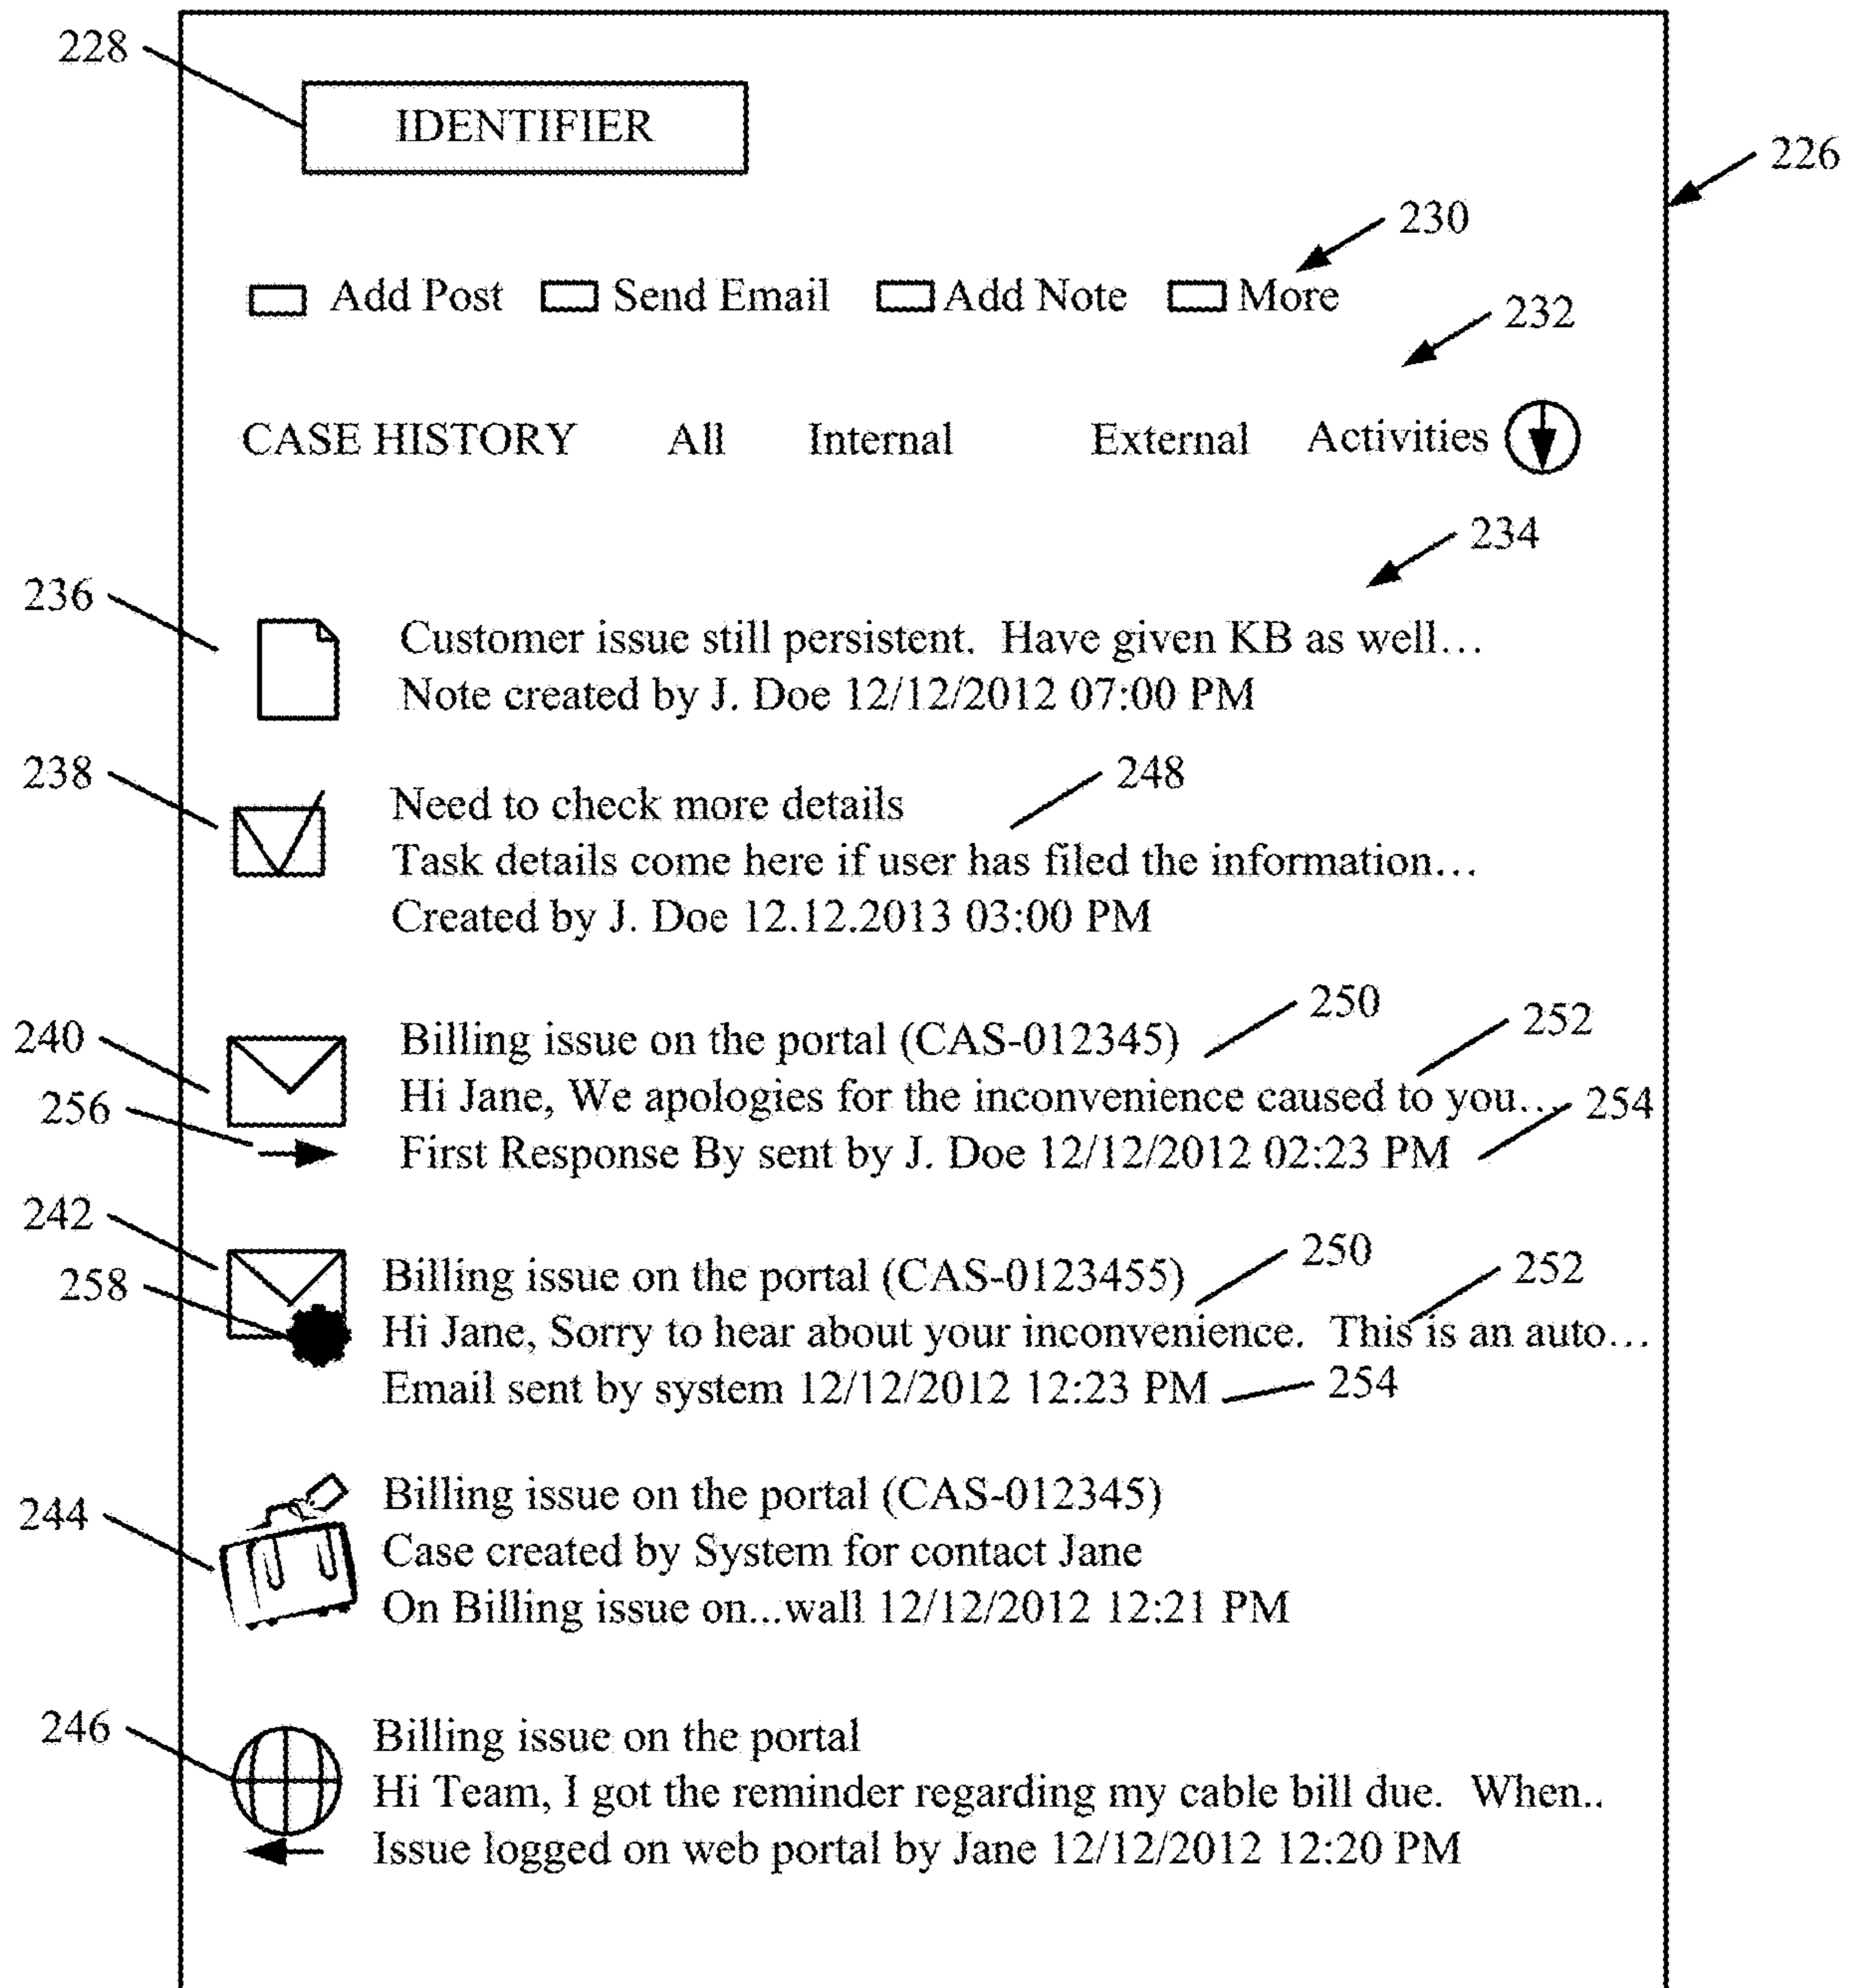 228
IDENTIFIER
226
230
Add Post Send Email Add Note More
232
CASE HISTORY All Internal External Activities
234
236
Customer issue still persistent. Have given KB as well...
Note created by J. Doe 12/12/2012 07:00 PM
238
248
Need to check more details
Task details come here if user has filed the information...
Created by J. Doe 12.12.2013 03:00 PM
250
252
240
Billing issue on the portal (CAS-012345)
Hi Jane, We apologies for the inconvenience caused to you...
254
256
First Response By sent by J. Doe 12/12/2012 02:23 PM
242
250
252
258
Billing issue on the portal (CAS-0123455)
Hi Jane, Sorry to hear about your inconvenience. This is an auto...
Email sent by system 12/12/2012 12:23 PM
254
244
Billing issue on the portal (CAS-012345)
Case created by System for contact Jane
On Billing issue on...wall 12/12/2012 12:21 PM
246
Billing issue on the portal
Hi Team, I got the reminder regarding my cable bill due. When..
Issue logged on web portal by Jane 12/12/2012 12:20 PM